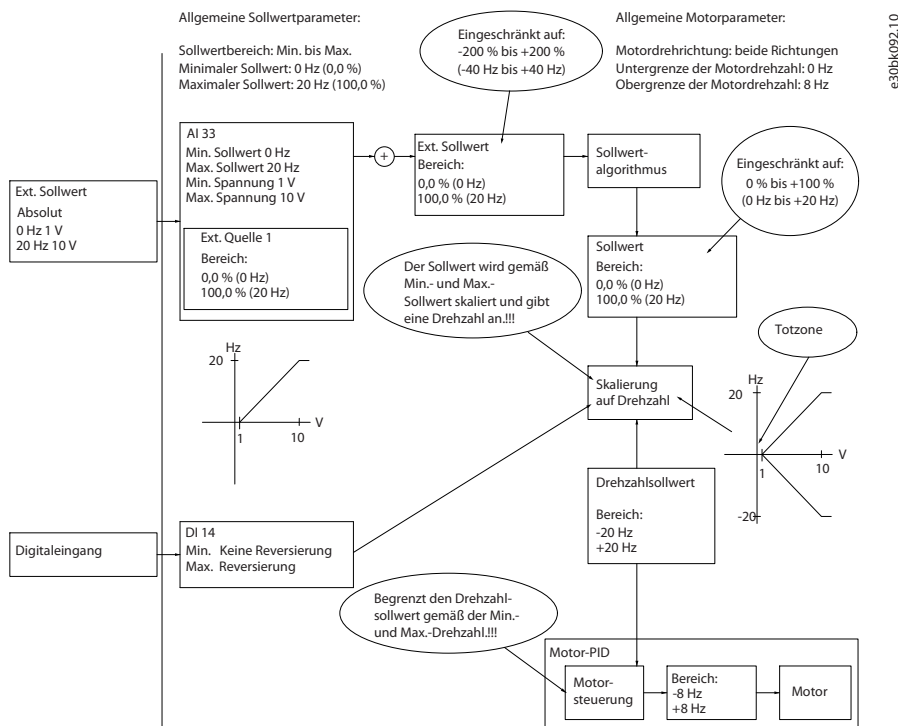 Allgemeine Sollwertparameter:
Sollwertbereich: Min. bis Max.
Minimaler Sollwert: 0 Hz (0,0 %)
Maximaler Sollwert: 20 Hz (100,0 %)
Eingeschränkt auf:
-200 % bis +200 %
(-40 Hz bis +40 Hz)
Allgemeine Motorparameter:
Motordrehrichtung: beide Richtungen
Untergrenze der Motordrehzahl: 0 Hz
Obergrenze der Motordrehzahl: 8 Hz
e30bk092.10
Ext. Sollwert
Absolut
0 Hz 1 V
20 Hz 10 V
AI 33
Min. Sollwert 0 Hz
Max. Sollwert 20 Hz
Min. Spannung 1 V
Max. Spannung 10 V
Ext. Quelle 1
Bereich:
0,0 % (0 Hz)
100,0 % (20 Hz)
+
Ext. Sollwert
Bereich:
0,0 % (0 Hz)
100,0 % (20 Hz)
Sollwert-
algorithmus
Eingeschränkt auf:
0 % bis +100 %
(0 Hz bis +20 Hz)
Sollwert
Bereich:
0,0 % (0 Hz)
100,0 % (20 Hz)
Der Sollwert wird gemäß
Min.- und Max.-
Sollwert skaliert und gibt
eine Drehzahl an.!!!
Totzone
Hz
20
V
1
10
Skalierung
auf Drehzahl
Hz
20
V
1
10
-20
Drehzahlsollwert
Bereich:
-20 Hz
+20 Hz
Digitaleingang
DI 14
Min. Keine Reversierung
Max. Reversierung
Begrenzt den Drehzahl-
sollwert gemäß der Min.-
und Max.-Drehzahl.!!!
Motor-PID
Motor-
steuerung
Bereich:
-8 Hz
+8 Hz
Motor